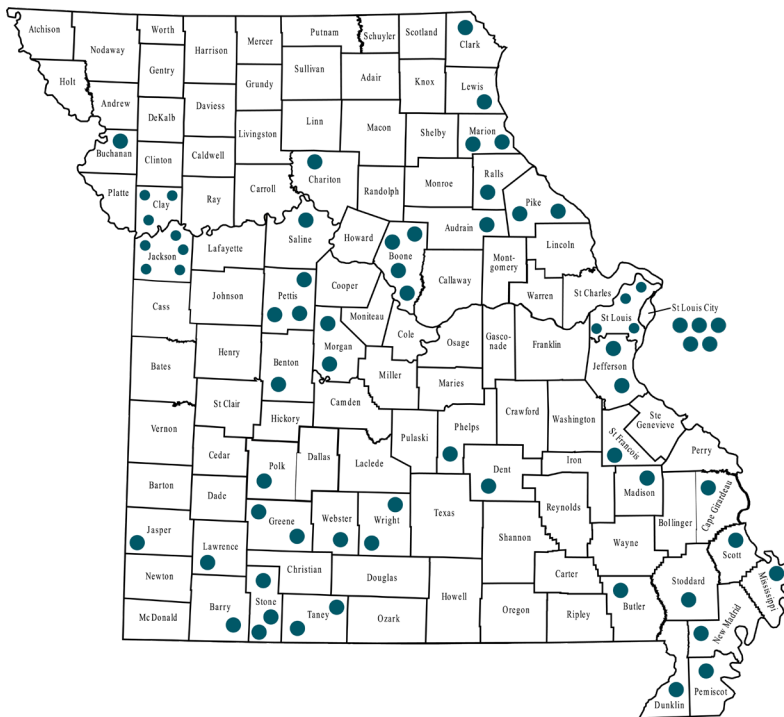 Atchison
Nodaway
Worth
Harrison
Mercer
Putnam
Schuyler
Scotland
Clark
Holt
Gentry
Grundy
Sullivan
Adair
Knox
Lewis
Andrew
DeKalb
Daviess
Livingston
Linn
Macon
Shelby
Marion
Buchanan
Clinton
Caldwell
Chariton
Monroe
Ralls
Platte
Clay
Ray
Carroll
Randolph
Pike
Audrain
Jackson
Lafayette
Saline
Howard
Boone
Callaway
Mont-
gomery
Lincoln
Cass
Johnson
Pettis
Cooper
Moniteau
Warren
St Charles
St Louis
St Louis City
Bates
Henry
Benton
Morgan
Cole
Osage
Gasco-
nade
Franklin
Jefferson
Miller
Maries
St Clair
Camden
Crawford
Washington
Ste
Genevieve
Vernon
Hickory
Pulaski
Phelps
St Francois
Perry
Cedar
Polk
Dallas
Laclede
Dent
Iron
Barton
Dade
Texas
Reynolds
Madison
Cape Girardeau
Jasper
Greene
Webster
Wright
Shannon
Bollinger
Lawrence
Wayne
Scott
Newton
Christian
Douglas
Howell
Carter
Stoddard
Mississippi
McDonald
Barry
Stone
Taney
Ozark
Oregon
Ripley
Butler
New Madrid
Dunklin
Pemiscot